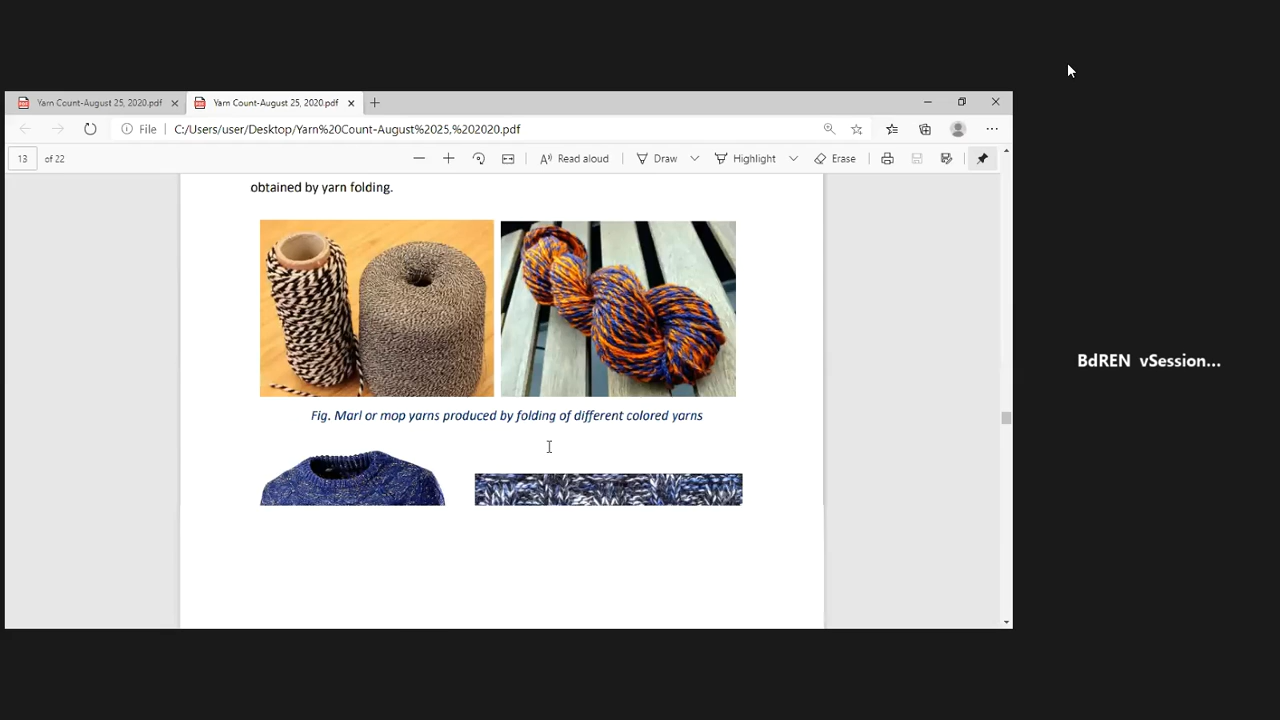 Yarn Count-August 25, 2020.pdf
Yarn Count-August 25, 2020.pdf
File
C:/Users/user/Desktop/Yarn%20Count-August%2025,%202020.pdf
13 of 22
Read aloud
Draw
Highlight
Erase
obtained by yarn folding.
Fig. Marl or mop yarns produced by folding of different colored yarns
BdREN vSession...